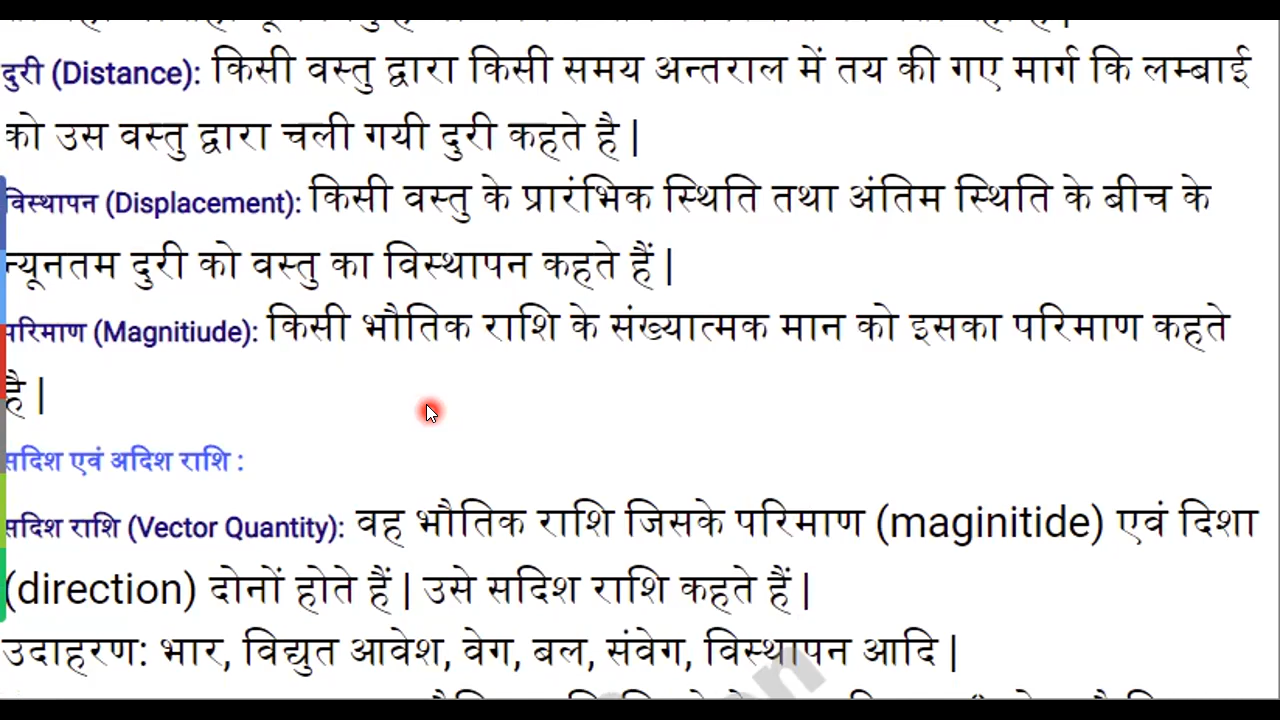 दुरी (Distance): किसी वस्तु द्वारा किसी समय अन्तराल में तय की गए मार्ग कि लम्बाई
को उस वस्तु द्वारा चली गयी दुरी कहते है |
विस्थापन (Displacement): किसी वस्तु के प्रारंभिक स्थिति तथा अंतिम स्थिति के बीच के
न्यूनतम दुरी को वस्तु का विस्थापन कहते हैं |
परिमाण (Magnitiude): किसी भौतिक राशि के संख्यात्मक मान को इसका परिमाण कहते
है |
सदिश एवं अदिश राशि :
सदिश राशि (Vector Quantity): वह भौतिक राशि जिसके परिमाण (maginitide) एवं दिशा
(direction) दोनों होते हैं | उसे सदिश राशि कहते हैं |
उदाहरण: भार, विद्युत आवेश, वेग, बल, संवेग, विस्थापन आदि |